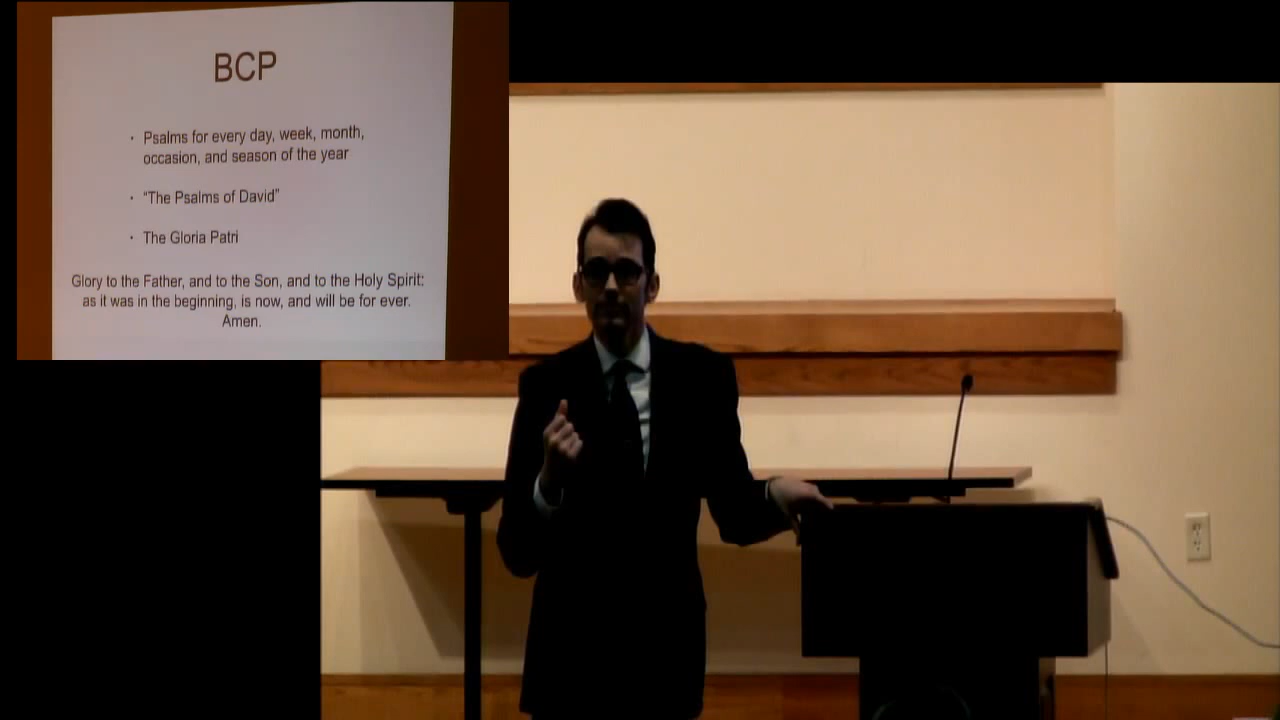 BCP
• Psalms for every day, week, month,
occasion, and season of the year
• “The Psalms of David”
• The Gloria Patri
Glory to the Father, and to the Son, and to the Holy Spirit:
as it was in the beginning, is now, and will be for ever.
Amen.